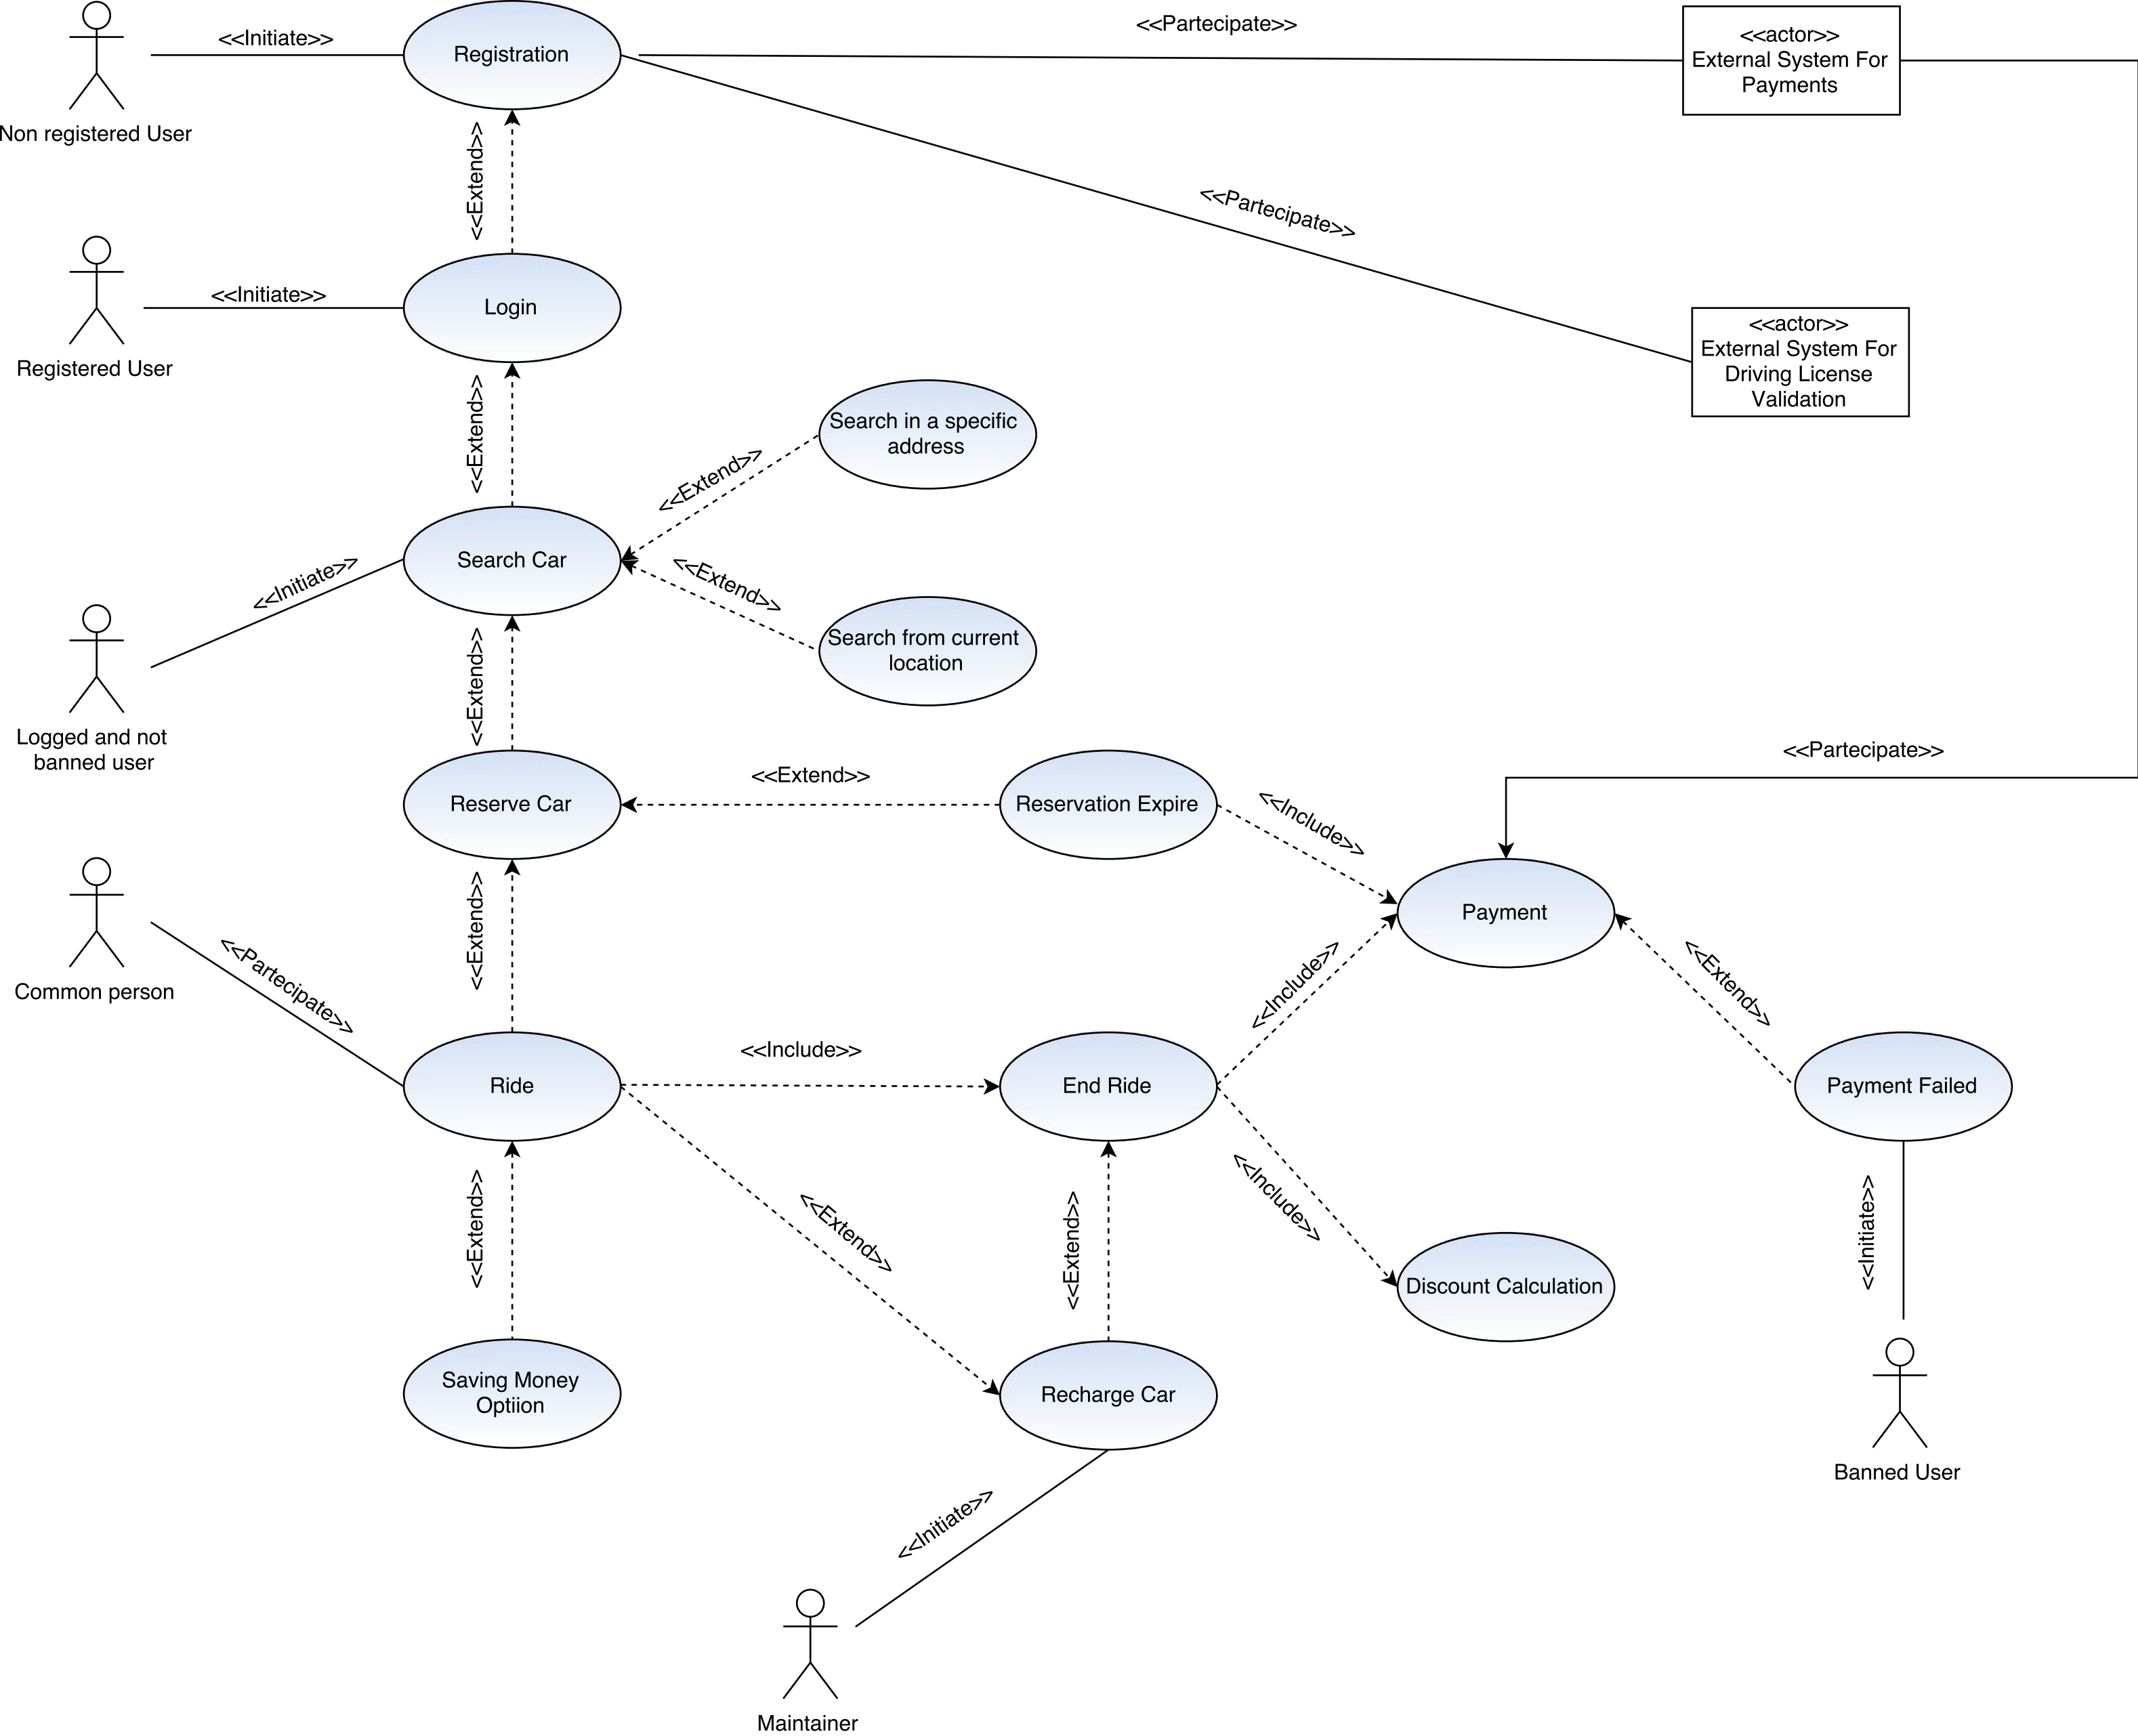 <<Initiate>>
Registration
<<Partecipate>>
<<actor>>
External System For
Payments
Non registered User
<<Extend>>
<<Partecipate>>
<<Initiate>>
Login
Registered User
<<actor>>
External System For
Driving License
Validation
<<Extend>>
Search in a specific
address
<<Extend>>
<<Initiate>>
Search Car
<<Extend>>
Search from current
location
<<Extend>>
Logged and not
banned user
Reserve Car
<<Extend>>
Reservation Expire
<<Include>>
<<Partecipate>>
Payment
<<Extend>>
Common person
<<Partecipate>>
<<Include>>
<<Extend>>
Ride
<<Include>>
End Ride
Payment Failed
<<Extend>>
<<Extend>>
<<Extend>>
<<Include>>
<<Initiate>>
Discount Calculation
Saving Money
Optiion
Recharge Car
Banned User
<<Initiate>>
Maintainer